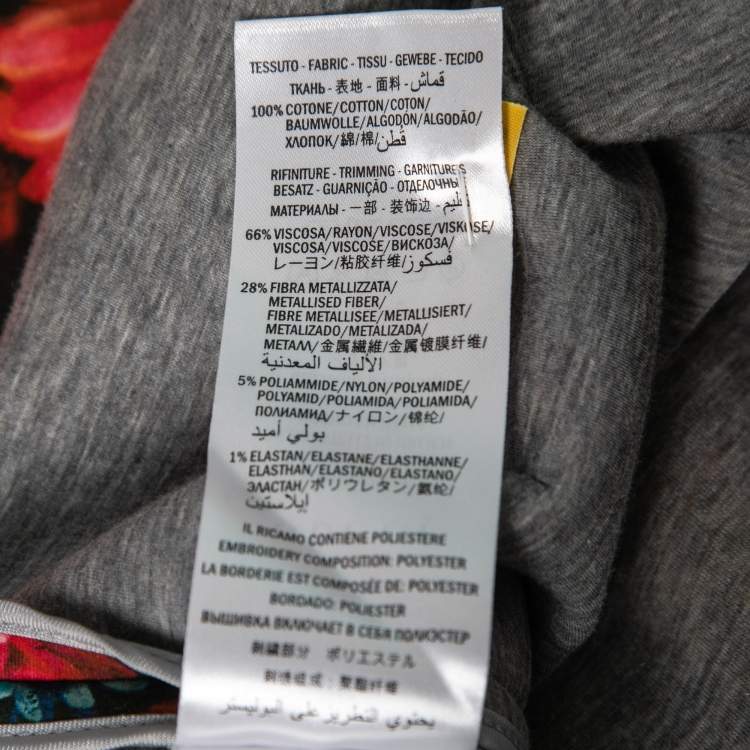 TESSUTO - FABRIC - TISSU - GEWEBE - TECIDO
ТКАНЬ - 表地 - 面料 - قماش
100% COTONE/COTTON/COTON/
BAUMWOLLE/ALGODÓN/ALGODÃO/
ХЛОПОК/綿/棉/قطن
RIFINITURE - TRIMMING - GARNITURES
BESATZ - GUARNIÇÃO - ОТДЕЛОЧНЫ
МАТЕРИАЛЫ - 一部 - 装饰边 -
66% VISCOSA/RAYON/VISCOSE/VISKOSE/
VISCOSA/VISCOSE/ВИСКОЗА/
レーヨン/粘胶纤维/فسكوز
28% FIBRA METALLIZZATA/
METALLISED FIBER/
FIBRE METALLISEE/METALLISIERT/
METALIZADO/METALIZADA/
МЕТАЛЛ/金属繊維/金属镀膜纤维/
الألياف المعدنية
5% POLIAMMIDE/NYLON/POLYAMIDE/
POLYAMID/POLIAMIDA/POLIAMIDA/
ПОЛИАМИД/ナイロン/锦纶/
بولي أميد
1% ELASTAN/ELASTANE/ELASTHANNE/
ELASTHAN/ELASTANO/ELASTANO/
ЭЛАСТАН/ポリウレタン/氨纶/
إيلاستين
IL RICAMO CONTIENE POLIESTERE
EMBROIDERY COMPOSITION: POLYESTER
LA BORDERIE EST COMPOSÉE DE: POLYESTER
BORDADO: POLIESTER
ВЫШИВКА ВКЛЮЧАЕТ В СЕБЯ ПОЛИЭСТЕР
刺繍部分 ポリエステル
刺绣组成: 聚酯纤维
يحتوي التطريز على البوليستر